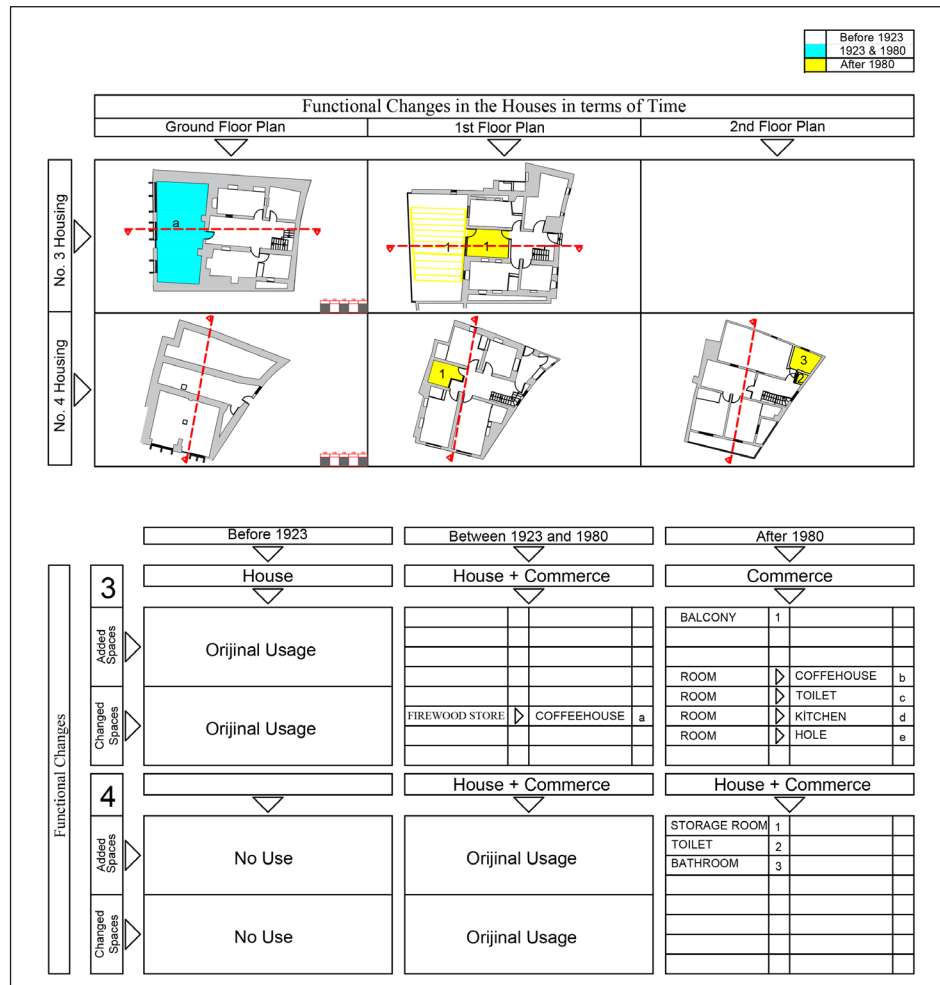 Before 1923
1923 & 1980
After 1980
Functional Changes in the Houses in terms of Time
Ground Floor Plan
1st Floor Plan
2nd Floor Plan
No. 3 Housing
a
1
1
No. 4 Housing
1
3
2
Before 1923
Between 1923 and 1980
After 1980
Functional Changes
3
House
House + Commerce
Commerce
Added
Spaces
Orijinal Usage
BALCONY 1
ROOM COFFEHOUSE b
Changed
Spaces
Orijinal Usage
FIREWOOD STORE COFFEEHOUSE a
ROOM TOILET c
ROOM KİTCHEN d
ROOM HOLE e
4
House + Commerce
House + Commerce
Added
Spaces
No Use
Orijinal Usage
STORAGE ROOM 1
TOILET 2
BATHROOM 3
Changed
Spaces
No Use
Orijinal Usage